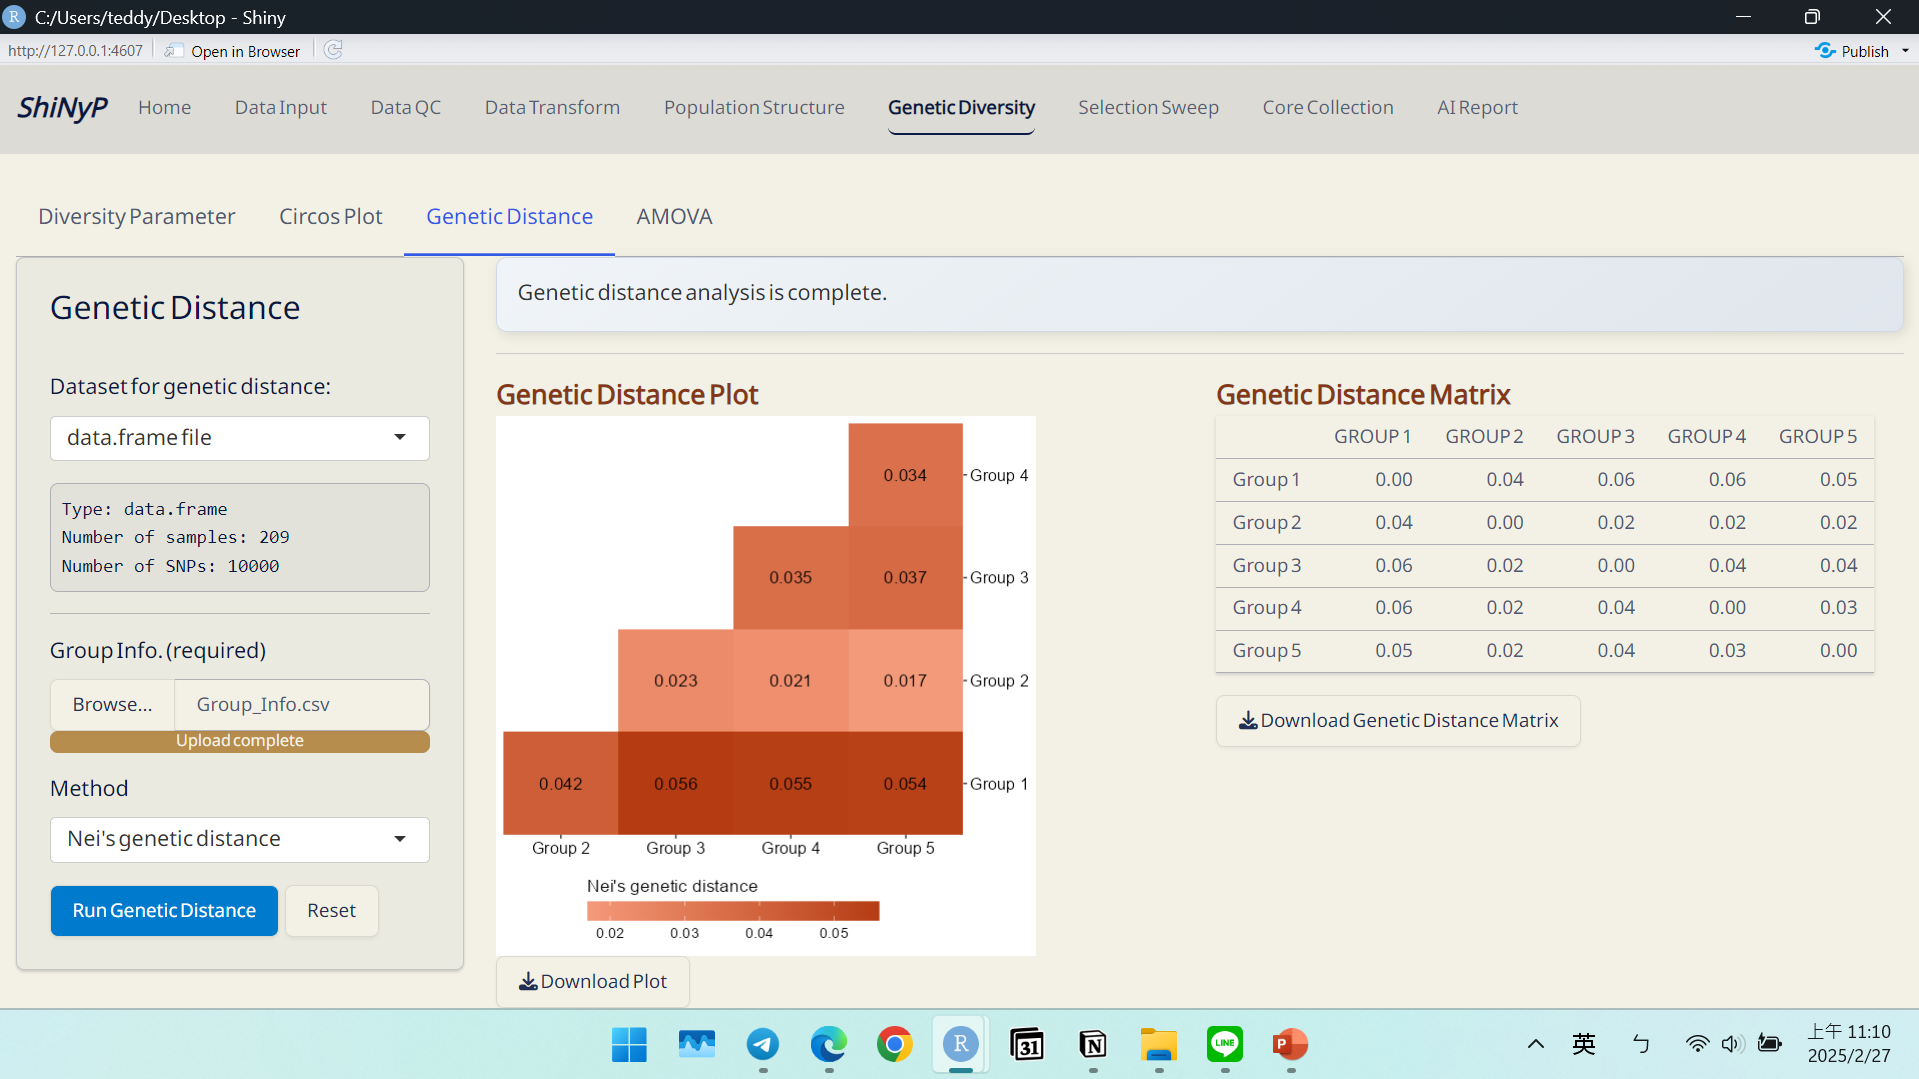 C:/Users/teddy/Desktop - Shiny
http://127.0.0.1:4607 Open in Browser Publish
ShiNyP Home Data Input Data QC Data Transform Population Structure Genetic Diversity Selection Sweep Core Collection AI Report
Diversity Parameter Circos Plot Genetic Distance AMOVA
Genetic Distance
Dataset for genetic distance:
data.frame file
Type: data.frame
Number of samples: 209
Number of SNPs: 10000
Group Info. (required)
Browse... Group_Info.csv
Upload complete
Method
Nei's genetic distance
Run Genetic Distance Reset
Genetic distance analysis is complete.
Genetic Distance Plot
0.034 Group 4
0.035 0.037 Group 3
0.023 0.021 0.017 Group 2
0.042 0.056 0.055 0.054 Group 1
Group 2 Group 3 Group 4 Group 5
Nei's genetic distance
0.02 0.03 0.04 0.05
Download Plot
Genetic Distance Matrix
GROUP 1 GROUP 2 GROUP 3 GROUP 4 GROUP 5
Group 1 0.00 0.04 0.06 0.06 0.05
Group 2 0.04 0.00 0.02 0.02 0.02
Group 3 0.06 0.02 0.00 0.04 0.04
Group 4 0.06 0.02 0.04 0.00 0.03
Group 5 0.05 0.02 0.04 0.03 0.00
Download Genetic Distance Matrix
R
31
N
LINE
P
英
ㄅ
上午 11:10
2025/2/27